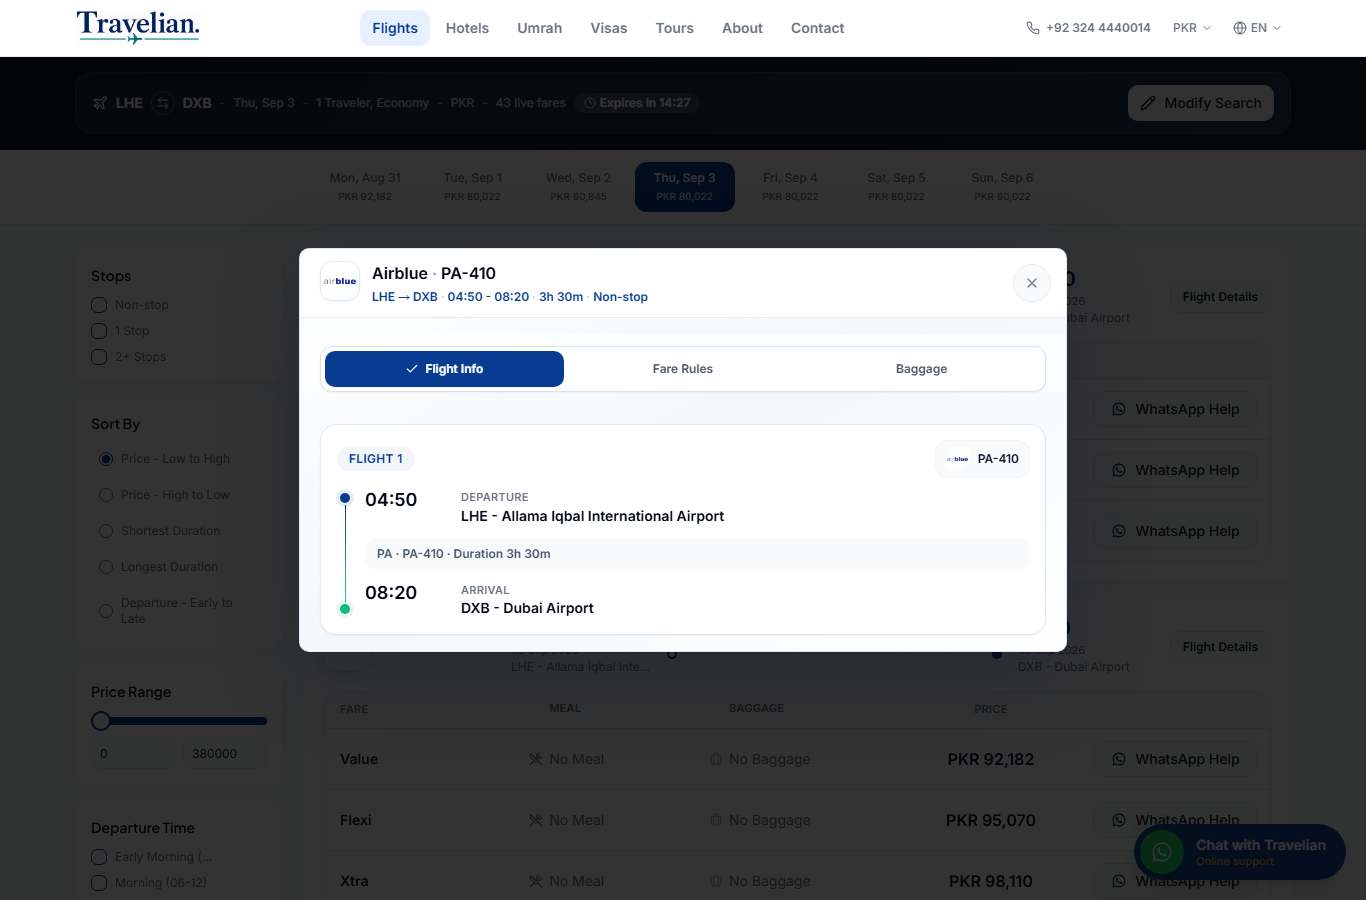 Travelian.
Flights
Hotels
Umrah
Visas
Tours
About
Contact
+92 324 4440014
PKR
EN
LHE
DXB - Thu, Sep 3 - 1 Traveler, Economy - PKR - 43 live fares
Expires in 14:27
Modify Search
Mon, Aug 31
PKR 92,182
Tue, Sep 1
PKR 80,022
Wed, Sep 2
PKR 80,845
Thu, Sep 3
PKR 80,022
Fri, Sep 4
PKR 80,022
Sat, Sep 5
PKR 80,022
Sun, Sep 6
PKR 80,022
Stops
Non-stop
1 Stop
2+ Stops
Sort By
Price - Low to High
Price - High to Low
Shortest Duration
Longest Duration
Departure - Early to
Late
Price Range
0
380000
Departure Time
Early Morning (...
Morning (06-12)
airblue
Airblue · PA-410
LHE → DXB · 04:50 - 08:20 · 3h 30m · Non-stop
Flight Info
Fare Rules
Baggage
FLIGHT 1
airblue
PA-410
04:50
DEPARTURE
LHE - Allama Iqbal International Airport
PA · PA-410 · Duration 3h 30m
08:20
ARRIVAL
DXB - Dubai Airport
Airport
Flight Details
WhatsApp Help
WhatsApp Help
WhatsApp Help
LHE - Allama Iqbal Inte...
DXB - Dubai Airport
Flight Details
FARE
MEAL
BAGGAGE
PRICE
Value
No Meal
No Baggage
PKR 92,182
WhatsApp Help
Flexi
No Meal
No Baggage
PKR 95,070
WhatsApp Help
Xtra
No Meal
No Baggage
PKR 98,110
WhatsApp Help
Chat with Travelian
Online support